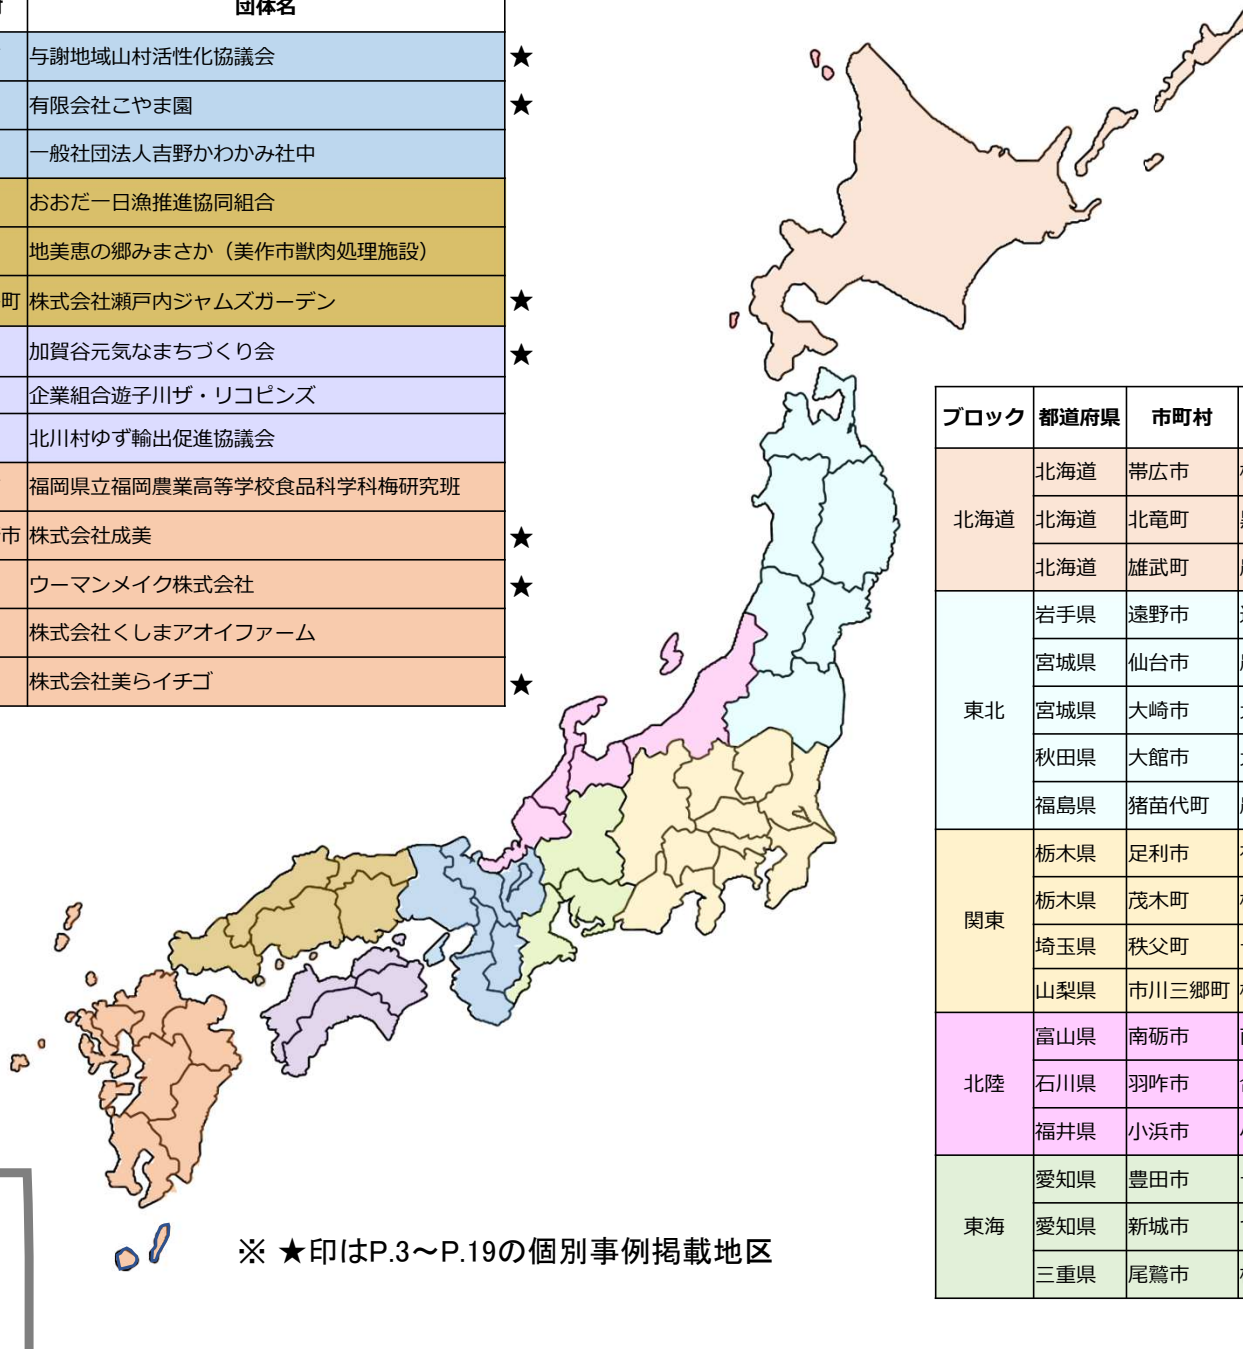 団体名
与謝地域山村活性化協議会 ★
有限会社こやま園 ★
一般社団法人吉野かわかみ社中
おおだ一日漁推進協同組合
地美恵の郷みまさか（美作市獣肉処理施設）
町 株式会社瀬戸内ジャムズガーデン ★
加賀谷元気なまちづくり会 ★
企業組合遊子川ザ・リコピンズ
北川村ゆず輸出促進協議会
福岡県立福岡農業高等学校食品科学科梅研究班
市 株式会社成美 ★
ウーマンメイク株式会社 ★
株式会社くしまアオイファーム
株式会社美らイチゴ ★
※ ★印はP.3～P.19の個別事例掲載地区
ブロック 都道府県 市町村
北海道 北海道 帯広市
北海道 北竜町
北海道 雄武町
東北 岩手県 遠野市
宮城県 仙台市
宮城県 大崎市
秋田県 大館市
福島県 猪苗代町
関東 栃木県 足利市
栃木県 茂木町
埼玉県 秩父町
山梨県 市川三郷町
北陸 富山県 南砺市
石川県 羽咋市
福井県 小浜市
東海 愛知県 豊田市
愛知県 新城市
三重県 尾鷲市